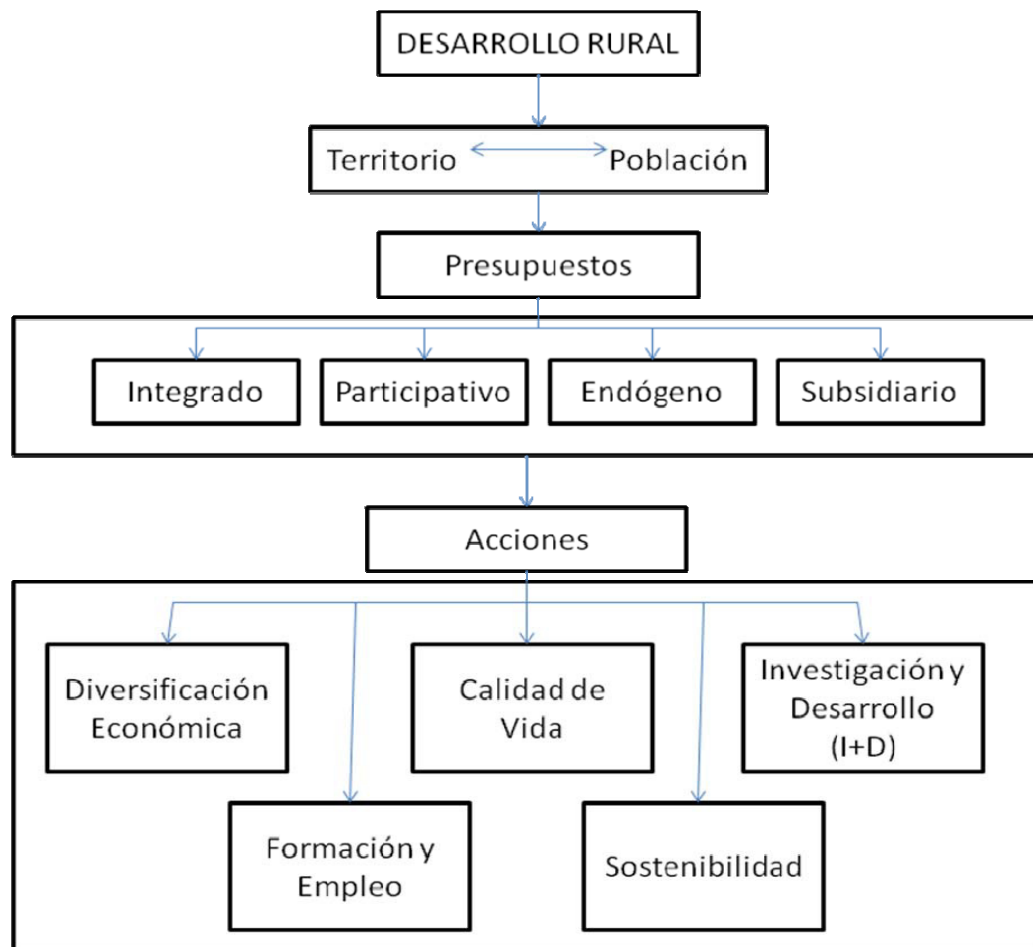 DESARROLLO RURAL
Territorio Población
Presupuestos
Integrado
Participativo
Endógeno
Subsidiario
Acciones
Diversificación
Económica
Calidad de
Vida
Investigación y
Desarrollo
(I+D)
Formación y
Empleo
Sostenibilidad